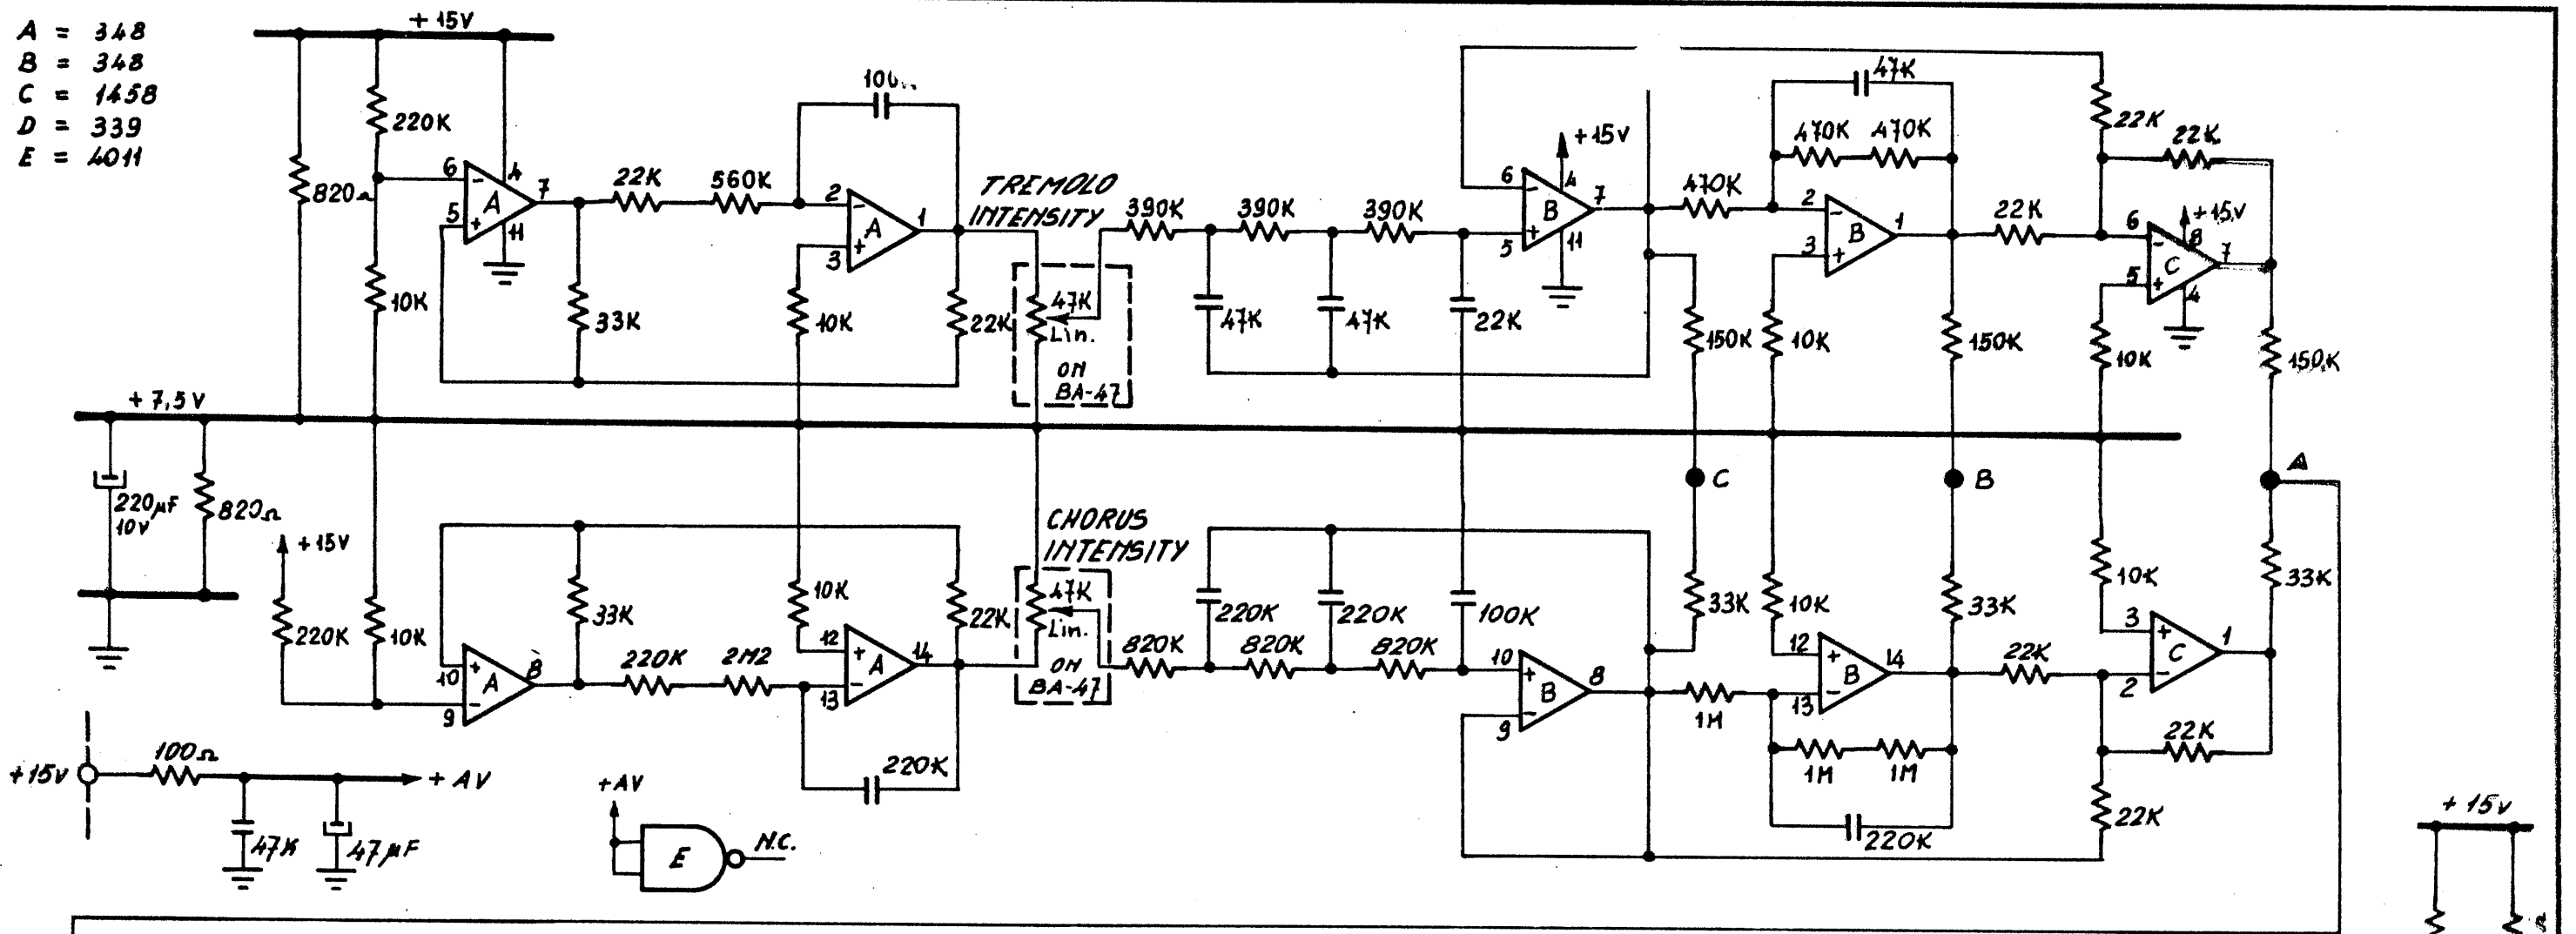 A = 348
B = 348
C = 1458
D = 339
E = 4011
+ 15V
820Ω
220K
10K
6
-
5
+
A
4
7
11
22K
560K
33K
100
2
-
3
+
A
1
10K
22K
TREMOLO
INTENSITY
47K
Lin.
ON
BA-47
390K
390K
390K
47K
47K
22K
6
-
5
+
B
+15V
4
7
11
47K
470K
470K
470K
2
-
3
+
B
1
150K
10K
150K
22K
22K
22K
6
-
5
+
C
+15V
8
7
4
10K
150K
+ 7,5V
220µF
10V
820Ω
C
B
A
+15V
220K
10K
10
+
9
-
A
8
33K
220K
2M2
10K
12
+
13
-
A
14
22K
220K
CHORUS
INTENSITY
47K
Lin.
ON
BA-47
820K
820K
820K
220K
220K
100K
10
+
9
-
B
8
33K
10K
1M
12
+
13
-
B
14
33K
1M
1M
220K
22K
10K
3
+
2
-
C
1
33K
22K
22K
+15V
100Ω
+ AV
47K
47µF
+AV
E
N.C.
+ 15V